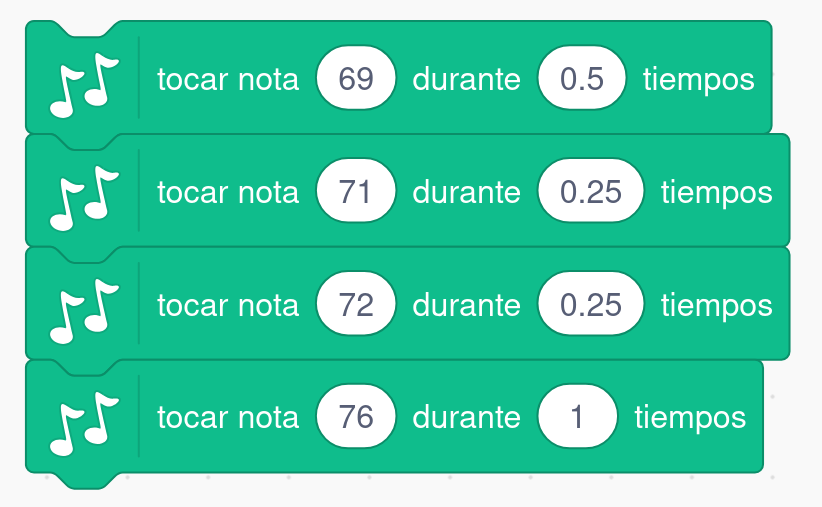 tocar nota 69 durante 0.5 tiempos
tocar nota 71 durante 0.25 tiempos
tocar nota 72 durante 0.25 tiempos
tocar nota 76 durante 1 tiempos